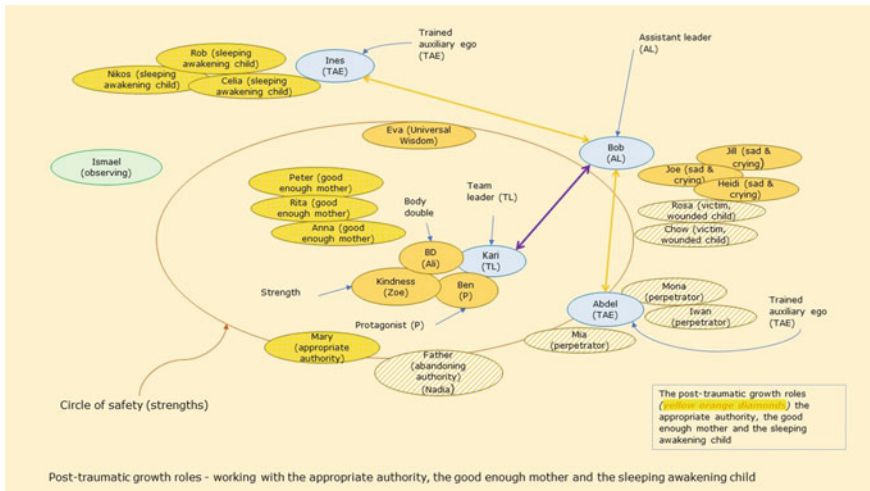 Trained
auxiliary ego
(TAE)
Assistant leader
(AL)
Rob (sleeping
awakening child)
Nikos (sleeping
awakening child)
Celia (sleeping
awakening child)
Ines
(TAE)
Eva (Universal
Wisdom)
Bob
(AL)
Jill (sad &
crying)
Joe (sad &
crying)
Heidi (sad &
crying)
Ismael
(observing)
Peter (good
enough mother)
Rita (good
enough mother)
Anna (good
enough mother)
Body
double
Team
leader (TL)
Rosa (victim,
wounded child)
Chow (victim,
wounded child)
BD
(Ali)
Kari
(TL)
Kindness
(Zoe)
Ben
(P)
Strength
Protagonist (P)
Mona
(perpetrator)
Iwan
(perpetrator)
Abdel
(TAE)
Mia
(perpetrator)
Trained
auxiliary ego
(TAE)
Mary
(appropriate
authority)
Father
(abandoning
authority)
(Nadia)
Circle of safety (strengths)
The post-traumatic growth roles
(yellow orange diamonds) the
appropriate authority, the good
enough mother and the sleeping
awakening child
Post-traumatic growth roles - working with the appropriate authority, the good enough mother and the sleeping awakening child